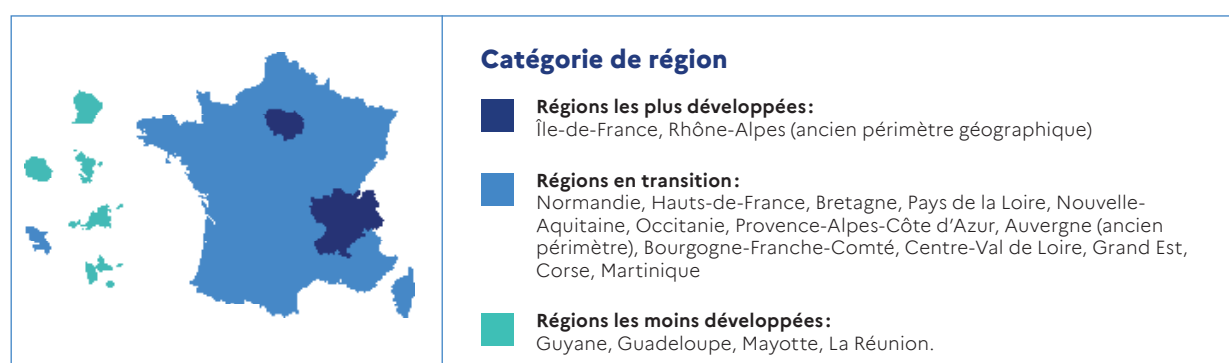 Catégorie de région
Régions les plus développées:
Île-de-France, Rhône-Alpes (ancien périmètre géographique)
Régions en transition:
Normandie, Hauts-de-France, Bretagne, Pays de la Loire, Nouvelle-
Aquitaine, Occitanie, Provence-Alpes-Côte d’Azur, Auvergne (ancien
périmètre), Bourgogne-Franche-Comté, Centre-Val de Loire, Grand Est,
Corse, Martinique
Régions les moins développées:
Guyane, Guadeloupe, Mayotte, La Réunion.